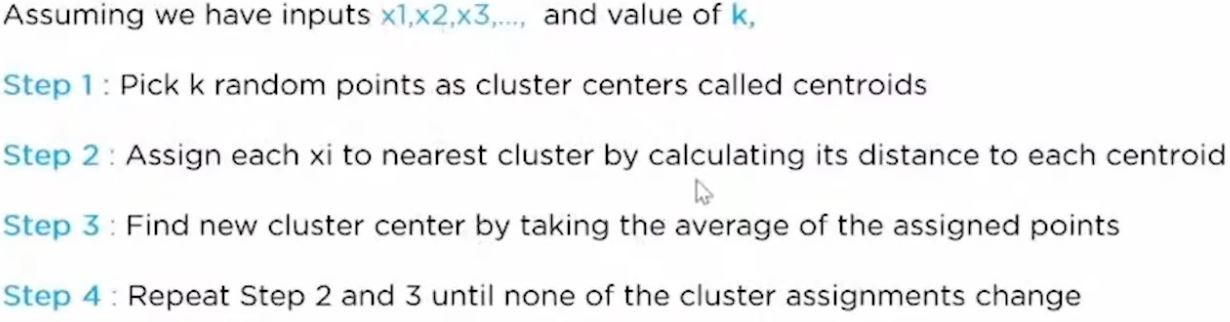 Assuming we have inputs x1,x2,x3,..., and value of k,
Step 1 : Pick k random points as cluster centers called centroids
Step 2 : Assign each xi to nearest cluster by calculating its distance to each centroid
Step 3 : Find new cluster center by taking the average of the assigned points
Step 4 : Repeat Step 2 and 3 until none of the cluster assignments change